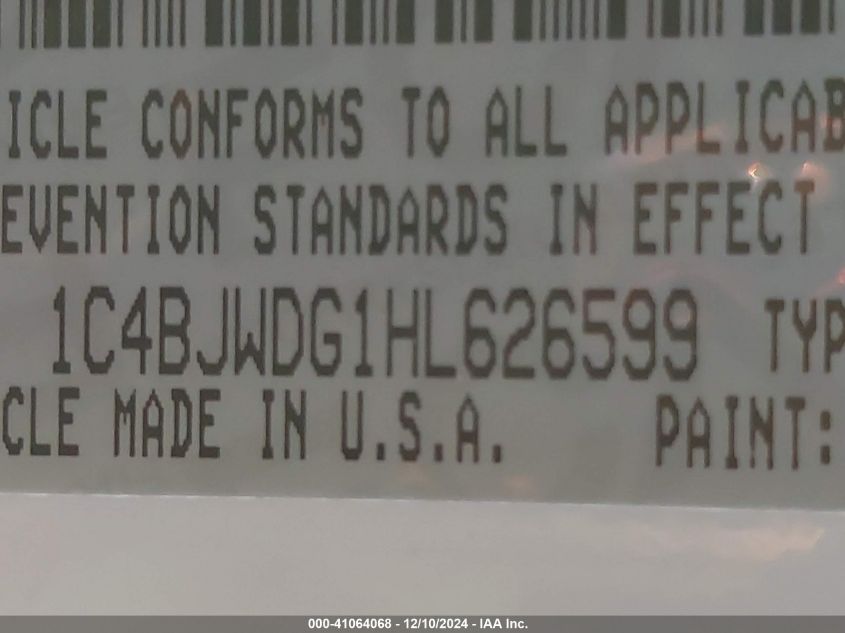 ICLE CONFORMS TO ALL APPLICAB
EVENTION STANDARDS IN EFFECT
1C4BJWDG1HL626599 TYP
CLE MADE IN U.S.A. PAINT:
000-41064068 - 12/10/2024 - IAA Inc.